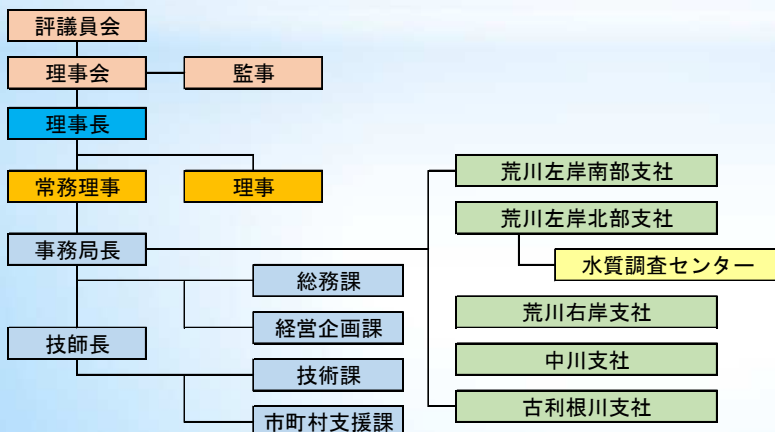 評議員会
理事会
監事
理事長
常務理事
理事
事務局長
総務課
経営企画課
技師長
技術課
市町村支援課
荒川左岸南部支社
荒川左岸北部支社
水質調査センター
荒川右岸支社
中川支社
古利根川支社